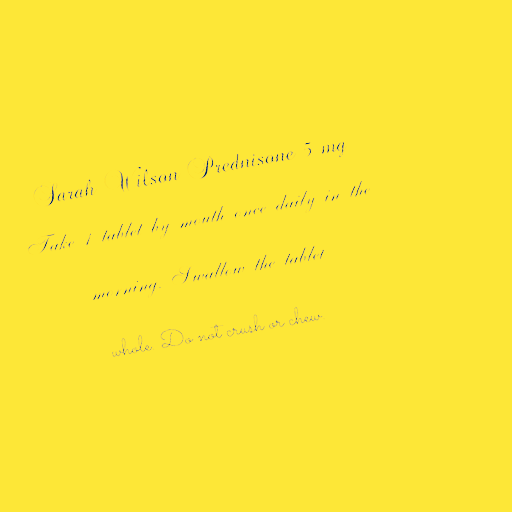 Sarah Wilson Prednisone 5 mg
Take 1 tablet by mouth once daily in the
morning. Swallow the tablet
whole Do not crush or chew